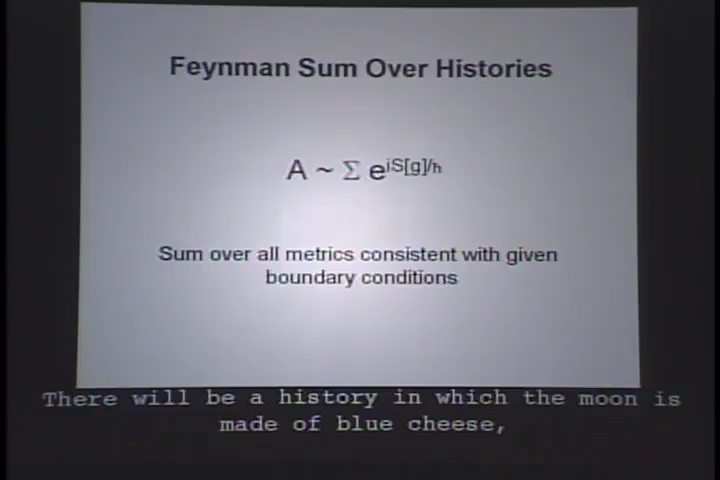 Feynman Sum Over Histories
A ~ Σ e^{iS[g]/ħ}
Sum over all metrics consistent with given
boundary conditions
There will be a history in which the moon is
made of blue cheese,